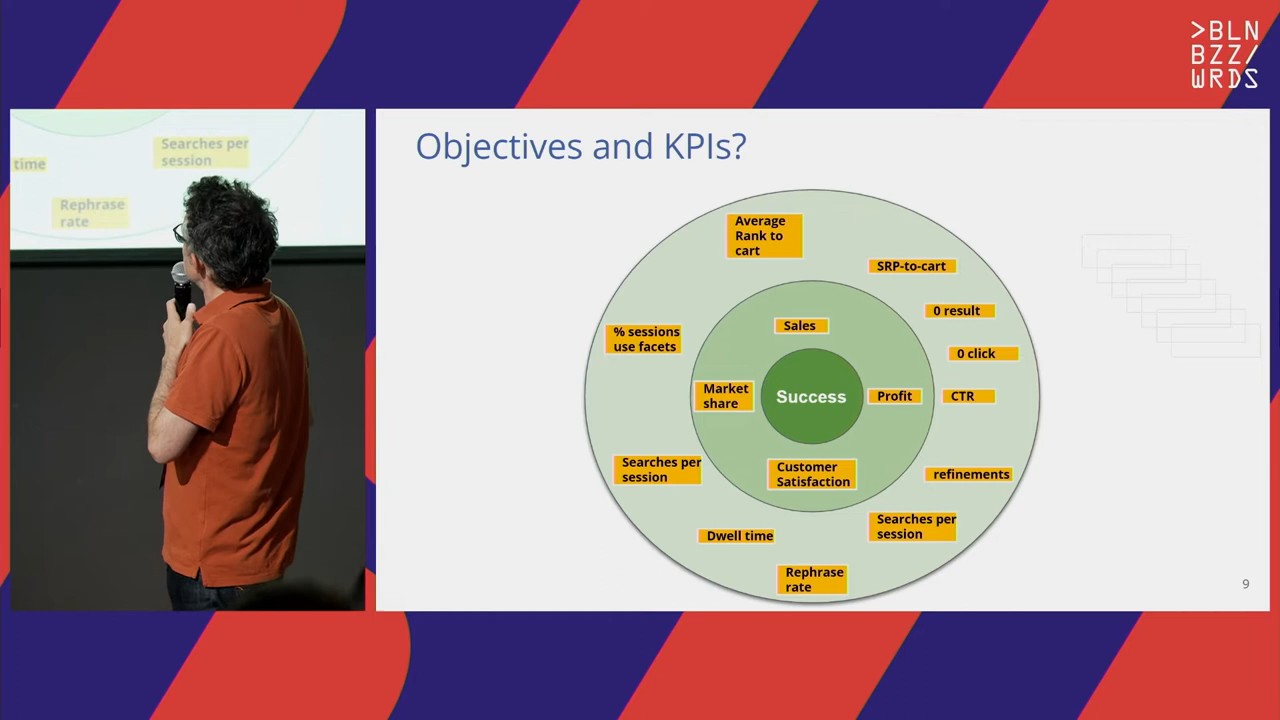 >BLN
BZZ/
WRDS
Searches per
session
time
Rephrase
rate
Objectives and KPIs?
Average
Rank to
cart
SRP-to-cart
0 result
% sessions
use facets
Sales
0 click
Market
share
Success
Profit
CTR
Searches per
session
Customer
Satisfaction
refinements
Searches per
session
Dwell time
Rephrase
rate
9